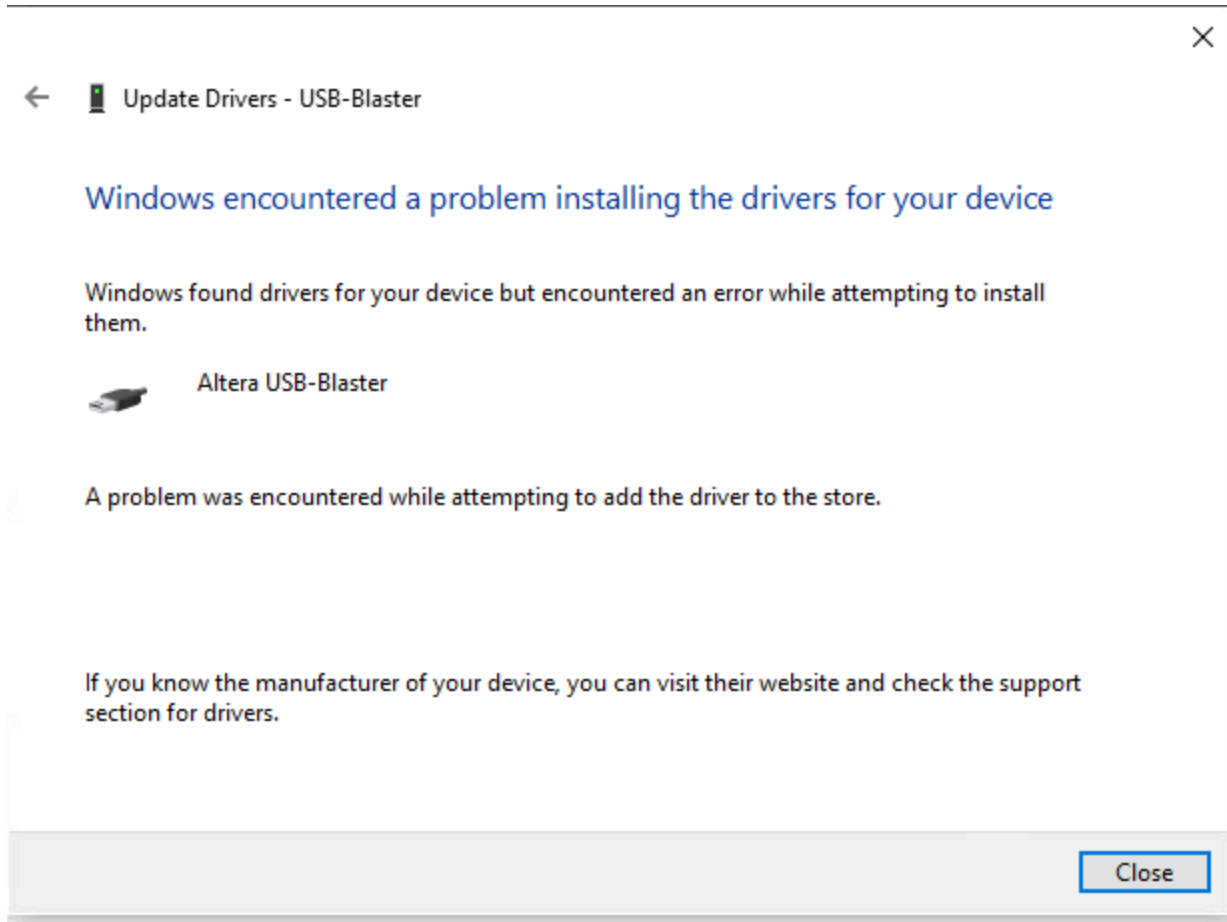 Update Drivers - USB-Blaster
Windows encountered a problem installing the drivers for your device
Windows found drivers for your device but encountered an error while attempting to install
them.
Altera USB-Blaster
A problem was encountered while attempting to add the driver to the store.
If you know the manufacturer of your device, you can visit their website and check the support
section for drivers.
Close